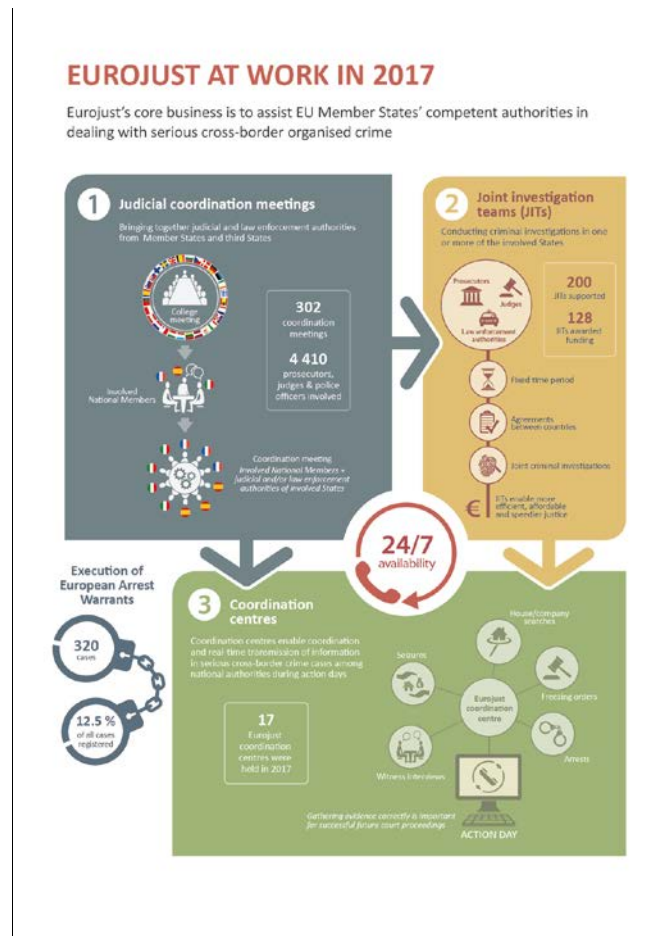 EUROJUST AT WORK IN 2017
Eurojust's core business is to assist EU Member States' competent authorities in
dealing with serious cross-border organised crime
1 Judicial coordination meetings
Bringing together judicial and law enforcement authorities
from Member States and third States
College
meeting
302
coordination
meetings
4 410
prosecutors,
judges & police
officers involved
Involved
National Members
Coordination meeting
Involved National Members +
judicial and/or law enforcement
authorities of involved States
2 Joint investigation
teams (JITs)
Conducting criminal investigations in one
or more of the involved States
Prosecutors
Judges
Law enforcement
authorities
200
JITs supported
128
JITs awarded
funding
Fixed time period
Agreements
between countries
Joint criminal investigations
€
JITs enable more
efficient, affordable
and speedier justice
24/7
availability
Execution of
European Arrest
Warrants
320
cases
12.5 %
of all cases
registered
3 Coordination
centres
Coordination centres enable coordination
and real-time transmission of information
in serious cross-border crime cases among
national authorities during action days
17
Eurojust
coordination
centres were
held in 2017
House/company
searches
Seizures
Freezing orders
Eurojust
coordination
centre
Arrests
Witness interviews
Gathering evidence correctly is important
for successful future court proceedings
ACTION DAY